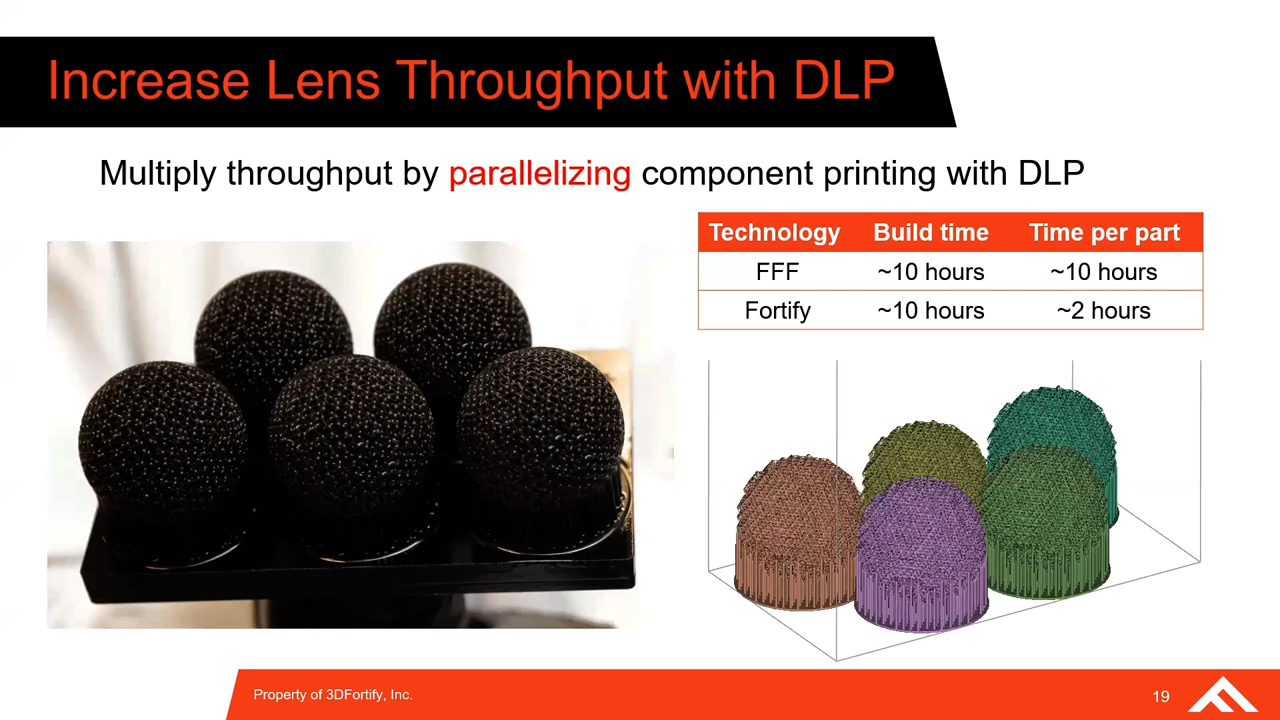 Increase Lens Throughput with DLP
Multiply throughput by parallelizing component printing with DLP
Technology Build time Time per part
FFF ~10 hours ~10 hours
Fortify ~10 hours ~2 hours
Property of 3DFortify, Inc.
19